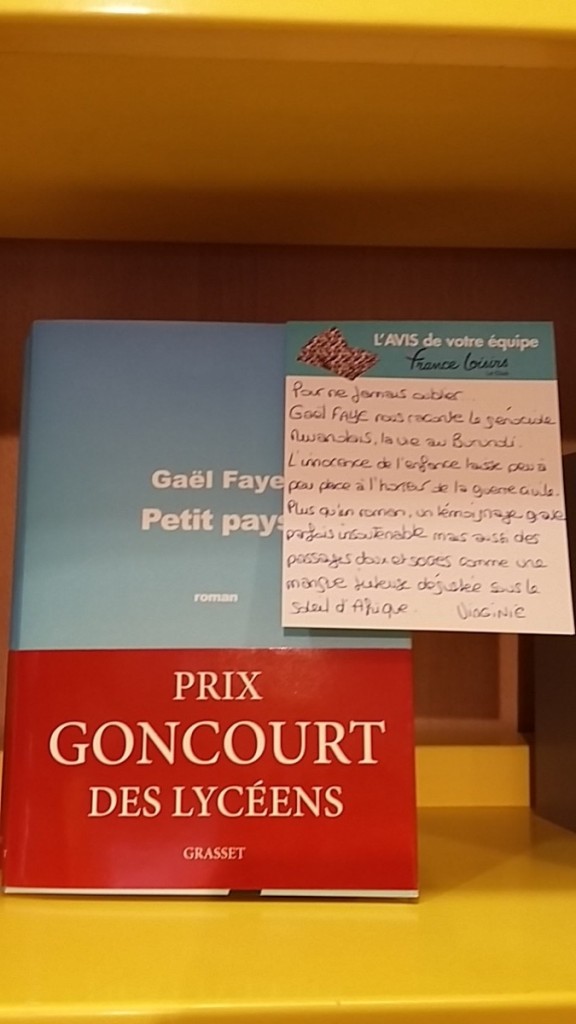 L'AVIS de votre équipe
France Loisirs
Pour ne jamais oublier.
Gaël FAYE nous raconte le génocide
Rwandais, la vie au Burundi.
L'innocence de l'enfance laisse peu à
peu place à l'horreur de la guerre civile.
Plus qu'un roman, un témoignage grave
parfois insoutenable mais aussi des
passages doux et sucrés comme une
mangue juteuse dégustée sous le
soleil d'Afrique. VIRGINIE
Gaël Faye
Petit pays
roman
PRIX
GONCOURT
DES LYCÉENS
GRASSET